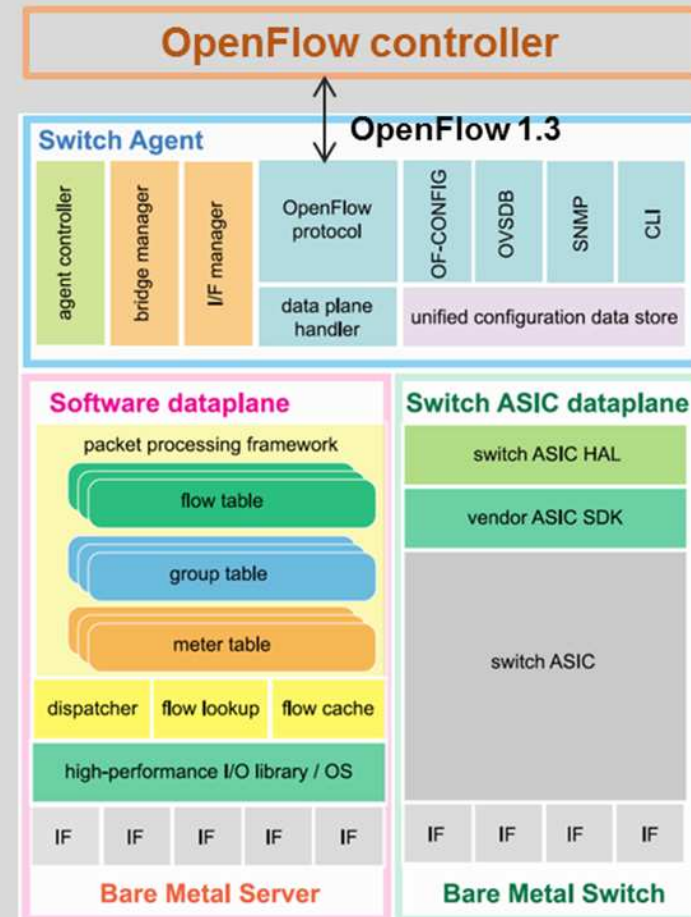 OpenFlow controller
OpenFlow 1.3
Switch Agent
agent controller
bridge manager
I/F manager
OpenFlow
protocol
OF-CONFIG
OVSDB
SNMP
CLI
data plane
handler
unified configuration data store
Software dataplane
packet processing framework
flow table
group table
meter table
dispatcher
flow lookup
flow cache
high-performance I/O library / OS
IF
IF
IF
IF
IF
Bare Metal Server
Switch ASIC dataplane
switch ASIC HAL
vendor ASIC SDK
switch ASIC
IF
IF
IF
IF
Bare Metal Switch